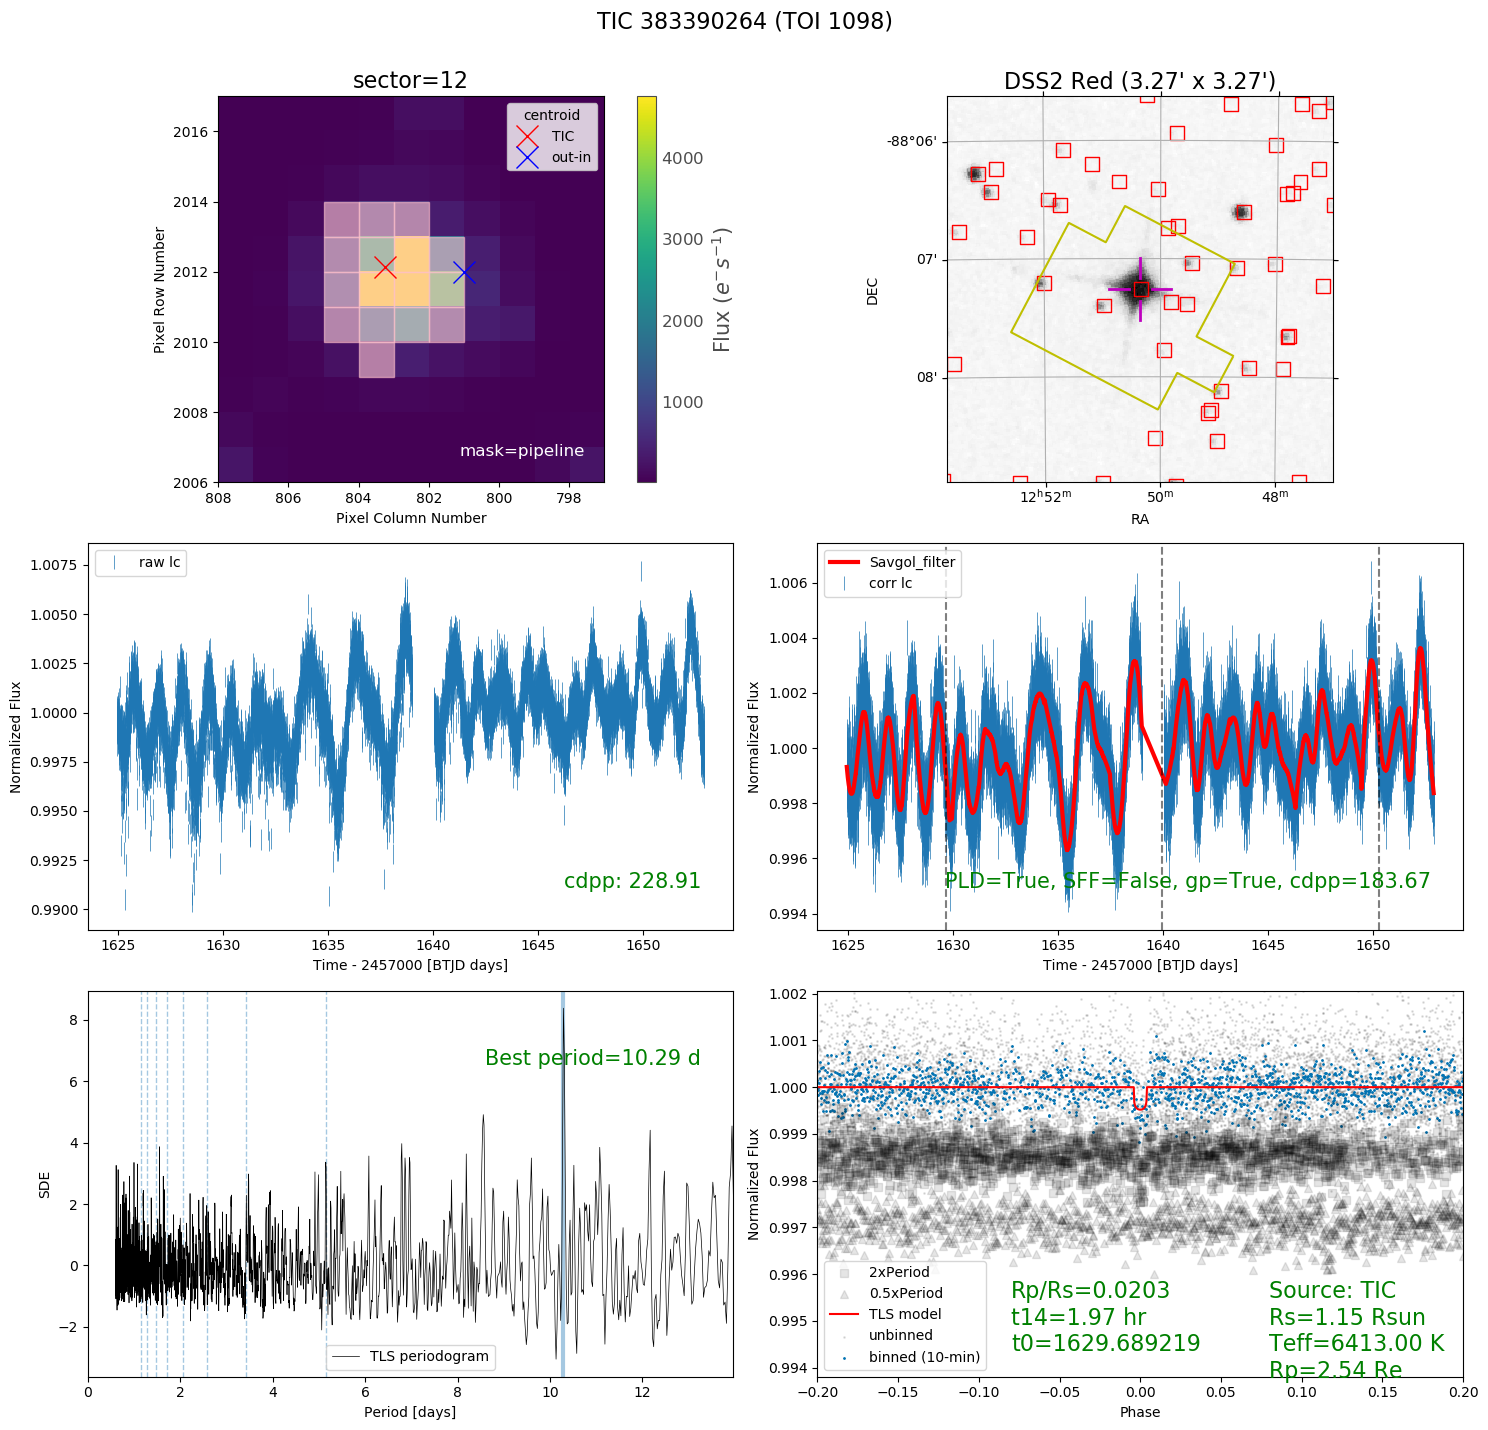 TIC 383390264 (TOI 1098)
sector=12
centroid
TIC
out-in
mask=pipeline
2016
2014
2012
2010
2008
2006
Pixel Row Number
808
806
804
802
800
798
Pixel Column Number
4000
3000
2000
1000
Flux (e⁻ s⁻¹)
DSS2 Red (3.27' x 3.27')
-88°06'
07'
08'
DEC
12ʰ52ᵐ
50ᵐ
48ᵐ
RA
raw lc
cdpp: 228.91
1.0075
1.0050
1.0025
1.0000
0.9975
0.9950
0.9925
0.9900
Normalized Flux
1625
1630
1635
1640
1645
1650
Time - 2457000 [BTJD days]
Savgol_filter
corr lc
PLD=True, SFF=False, gp=True, cdpp=183.67
1.006
1.004
1.002
1.000
0.998
0.996
0.994
Normalized Flux
1625
1630
1635
1640
1645
1650
Time - 2457000 [BTJD days]
Best period=10.29 d
TLS periodogram
8
6
4
2
0
−2
SDE
0
2
4
6
8
10
12
Period [days]
1.002
1.001
1.000
0.999
0.998
0.997
0.996
0.995
0.994
Normalized Flux
2xPeriod
0.5xPeriod
TLS model
unbinned
binned (10-min)
Rp/Rs=0.0203
t14=1.97 hr
t0=1629.689219
Source: TIC
Rs=1.15 Rsun
Teff=6413.00 K
Rp=2.54 Re
−0.20
−0.15
−0.10
−0.05
0.00
0.05
0.10
0.15
0.20
Phase